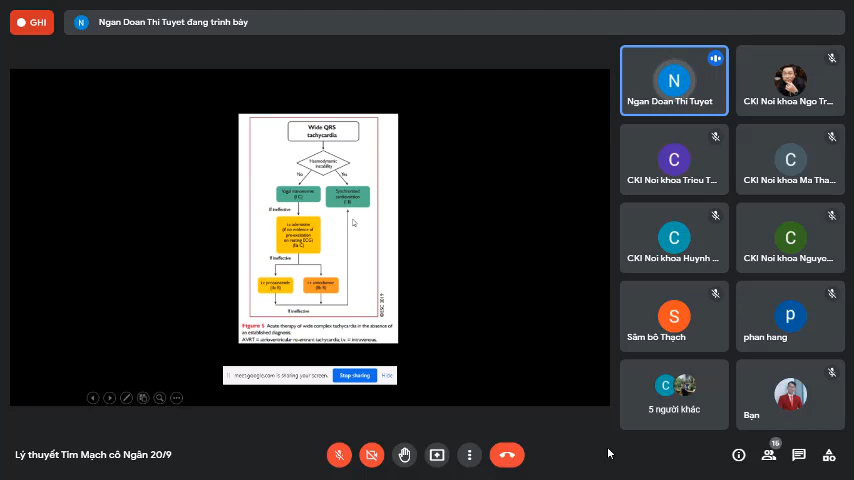 GHI
N
Ngan Doan Thi Tuyet đang trình bày
Wide QRS
tachycardia
Haemodynamic
instability
No
Yes
Vagal manoeuvres
(I C)
Synchronized
cardioversion
(I B)
If ineffective
i.v. adenosine
(if no evidence of
pre-excitation
on resting ECG)
(IIa C)
If ineffective
i.v. procainamide
(IIa B)
i.v. amiodarone
(IIb B)
If ineffective
©ESC 2019
Figure 5 Acute therapy of wide complex tachycardia in the absence of
an established diagnosis.
AVRT = atrioventricular re-entrant tachycardia; i.v. = intravenous.
meet.google.com is sharing your screen.
Stop sharing
Hide
N
Ngan Doan Thi Tuyet
CKI Noi khoa Ngo Tr...
C
CKI Noi khoa Trieu T...
C
CKI Noi khoa Ma Tha...
C
CKI Noi khoa Huynh ...
C
CKI Noi khoa Nguye...
S
Sâm bô Thạch
p
phan hang
C
5 người khác
Bạn
Lý thuyết Tim Mạch cô Ngân 20/9
15